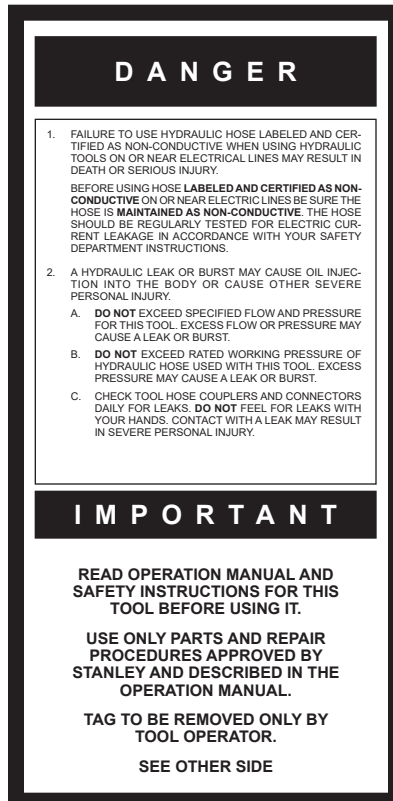 DANGER
1. FAILURE TO USE HYDRAULIC HOSE LABELED AND CER-
TIFIED AS NON-CONDUCTIVE WHEN USING HYDRAULIC
TOOLS ON OR NEAR ELECTRICAL LINES MAY RESULT IN
DEATH OR SERIOUS INJURY.
BEFORE USING HOSE LABELED AND CERTIFIED AS NON-
CONDUCTIVE ON OR NEAR ELECTRIC LINES BE SURE THE
HOSE IS MAINTAINED AS NON-CONDUCTIVE. THE HOSE
SHOULD BE REGULARLY TESTED FOR ELECTRIC CUR-
RENT LEAKAGE IN ACCORDANCE WITH YOUR SAFETY
DEPARTMENT INSTRUCTIONS.
2. A HYDRAULIC LEAK OR BURST MAY CAUSE OIL INJEC-
TION INTO THE BODY OR CAUSE OTHER SEVERE
PERSONAL INJURY.
A. DO NOT EXCEED SPECIFIED FLOW AND PRESSURE
FOR THIS TOOL. EXCESS FLOW OR PRESSURE MAY
CAUSE A LEAK OR BURST.
B. DO NOT EXCEED RATED WORKING PRESSURE OF
HYDRAULIC HOSE USED WITH THIS TOOL. EXCESS
PRESSURE MAY CAUSE A LEAK OR BURST.
C. CHECK TOOL HOSE COUPLERS AND CONNECTORS
DAILY FOR LEAKS. DO NOT FEEL FOR LEAKS WITH
YOUR HANDS. CONTACT WITH A LEAK MAY RESULT
IN SEVERE PERSONAL INJURY.
IMPORTANT
READ OPERATION MANUAL AND
SAFETY INSTRUCTIONS FOR THIS
TOOL BEFORE USING IT.
USE ONLY PARTS AND REPAIR
PROCEDURES APPROVED BY
STANLEY AND DESCRIBED IN THE
OPERATION MANUAL.
TAG TO BE REMOVED ONLY BY
TOOL OPERATOR.
SEE OTHER SIDE